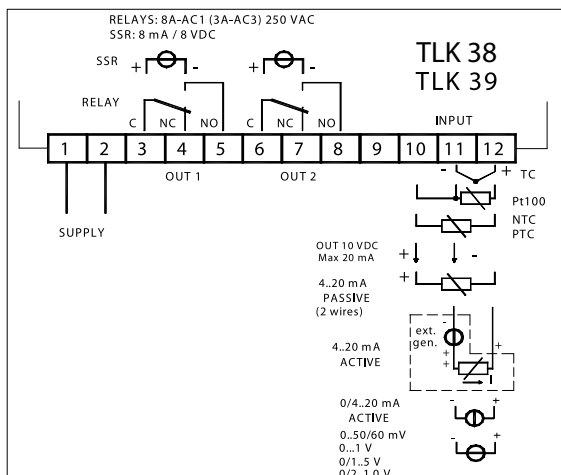 RELAYS: 8A-AC1 (3A-AC3) 250 VAC
SSR: 8 mA / 8 VDC
TLK 38
TLK 39
SSR + - + -
RELAY
C NC NO C NC NO INPUT
1 2 3 4 5 6 7 8 9 10 11 12
OUT 1 OUT 2
- + TC
Pt100
SUPPLY
NTC
PTC
OUT 10 VDC
Max 20 mA
+ -
4..20 mA
PASSIVE
(2 wires)
+
ext.
gen.
-
+
+
+
4..20 mA
ACTIVE
I
0/4..20 mA
ACTIVE
- +
0..50/60 mV
0...1 V
0/1..5 V
0/2..1 0 V
- +